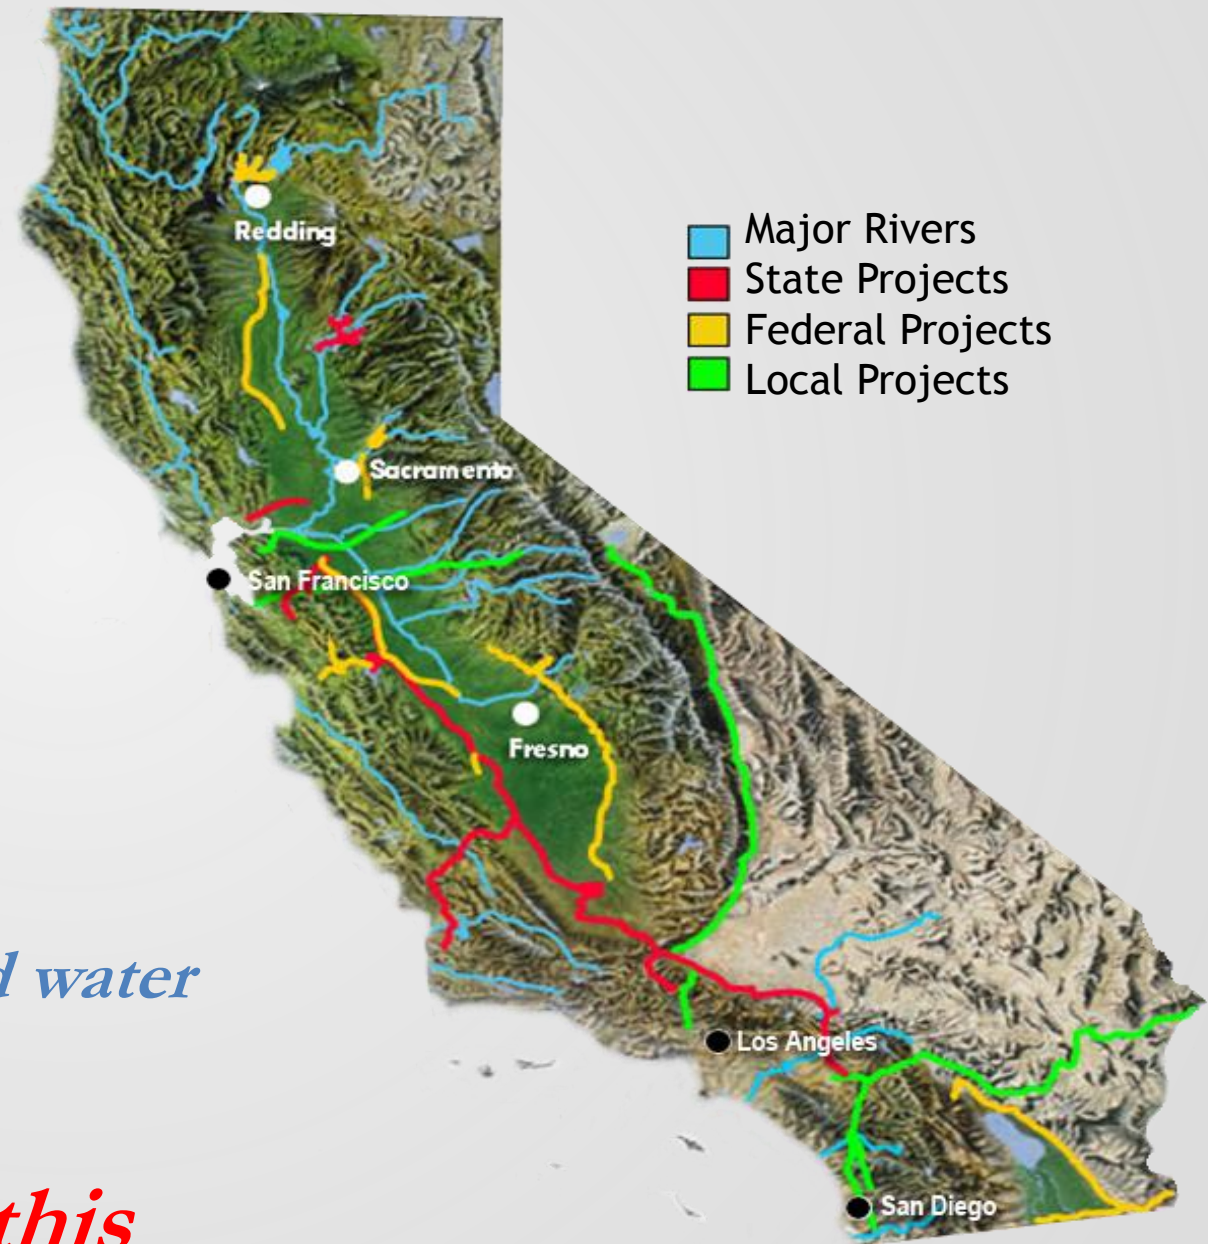 Redding
Major Rivers
State Projects
Federal Projects
Local Projects
Sacramento
San Francisco
Fresno
water
Los Angeles
this
San Diego